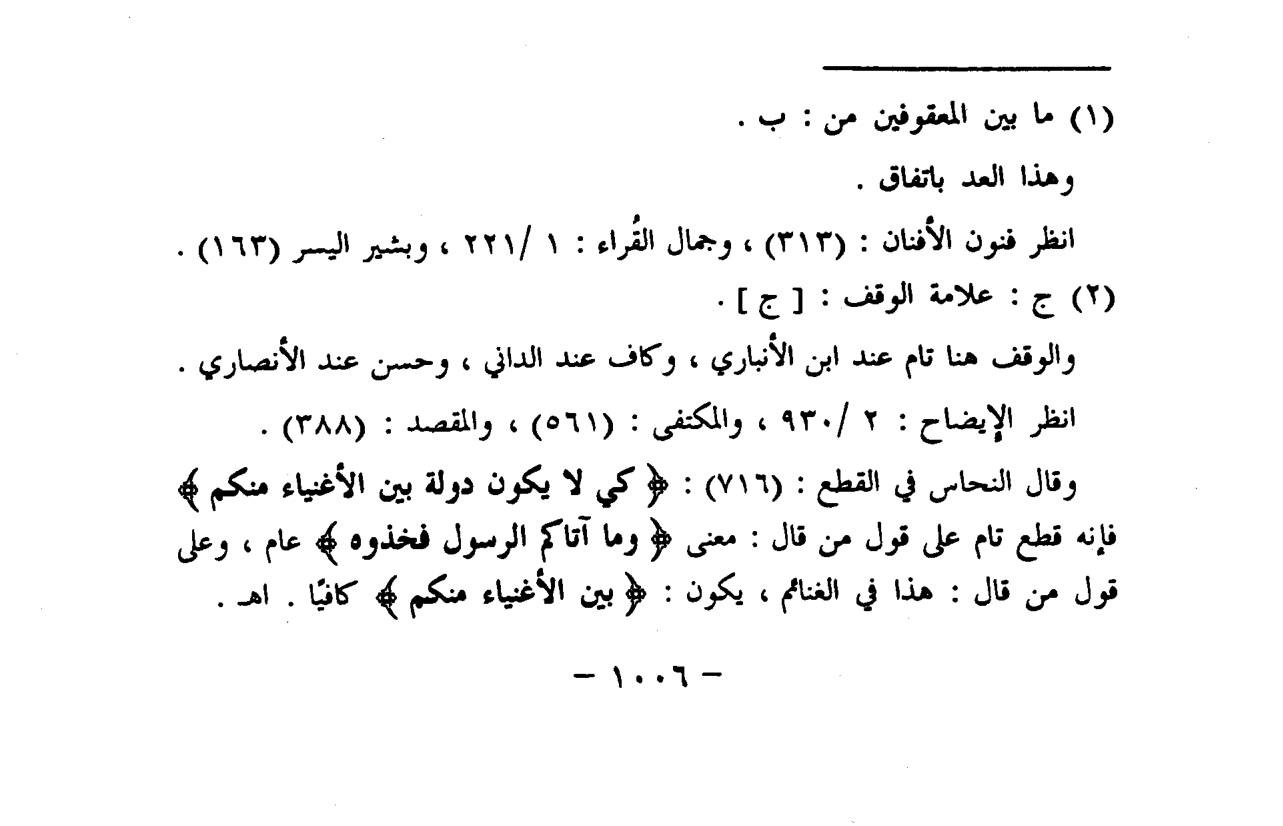 (١) ما بين المعقوفين من : ب .
وهذا العد باتفاق .
انظر فنون الأفنان : (٣١٣) ، وجمال القُراء : ١ /٢٢١ ، وبشير اليسر (١٦٣) .
(٢) ج : علامة الوقف : [ ج ] .
والوقف هنا تام عند ابن الأنباري ، وكاف عند الداني ، وحسن عند الأنصاري .
انظر الإيضاح : ٢ /٩٣٠ ، والمكتفى : (٥٦١) ، والمقصد : (٣٨٨) .
وقال النحاس في القطع : (٧١٦) : ﴿ كي لا يكون دولة بين الأغنياء منكم ﴾
فإنه قطع تام على قول من قال : معنى ﴿ وما آتاكم الرسول فخذوه ﴾ عام ، وعلى
قول من قال : هذا في الغنائم ، يكون : ﴿ بين الأغنياء منكم ﴾ كافيًا . اهـ .
– ١٠٠٦ –